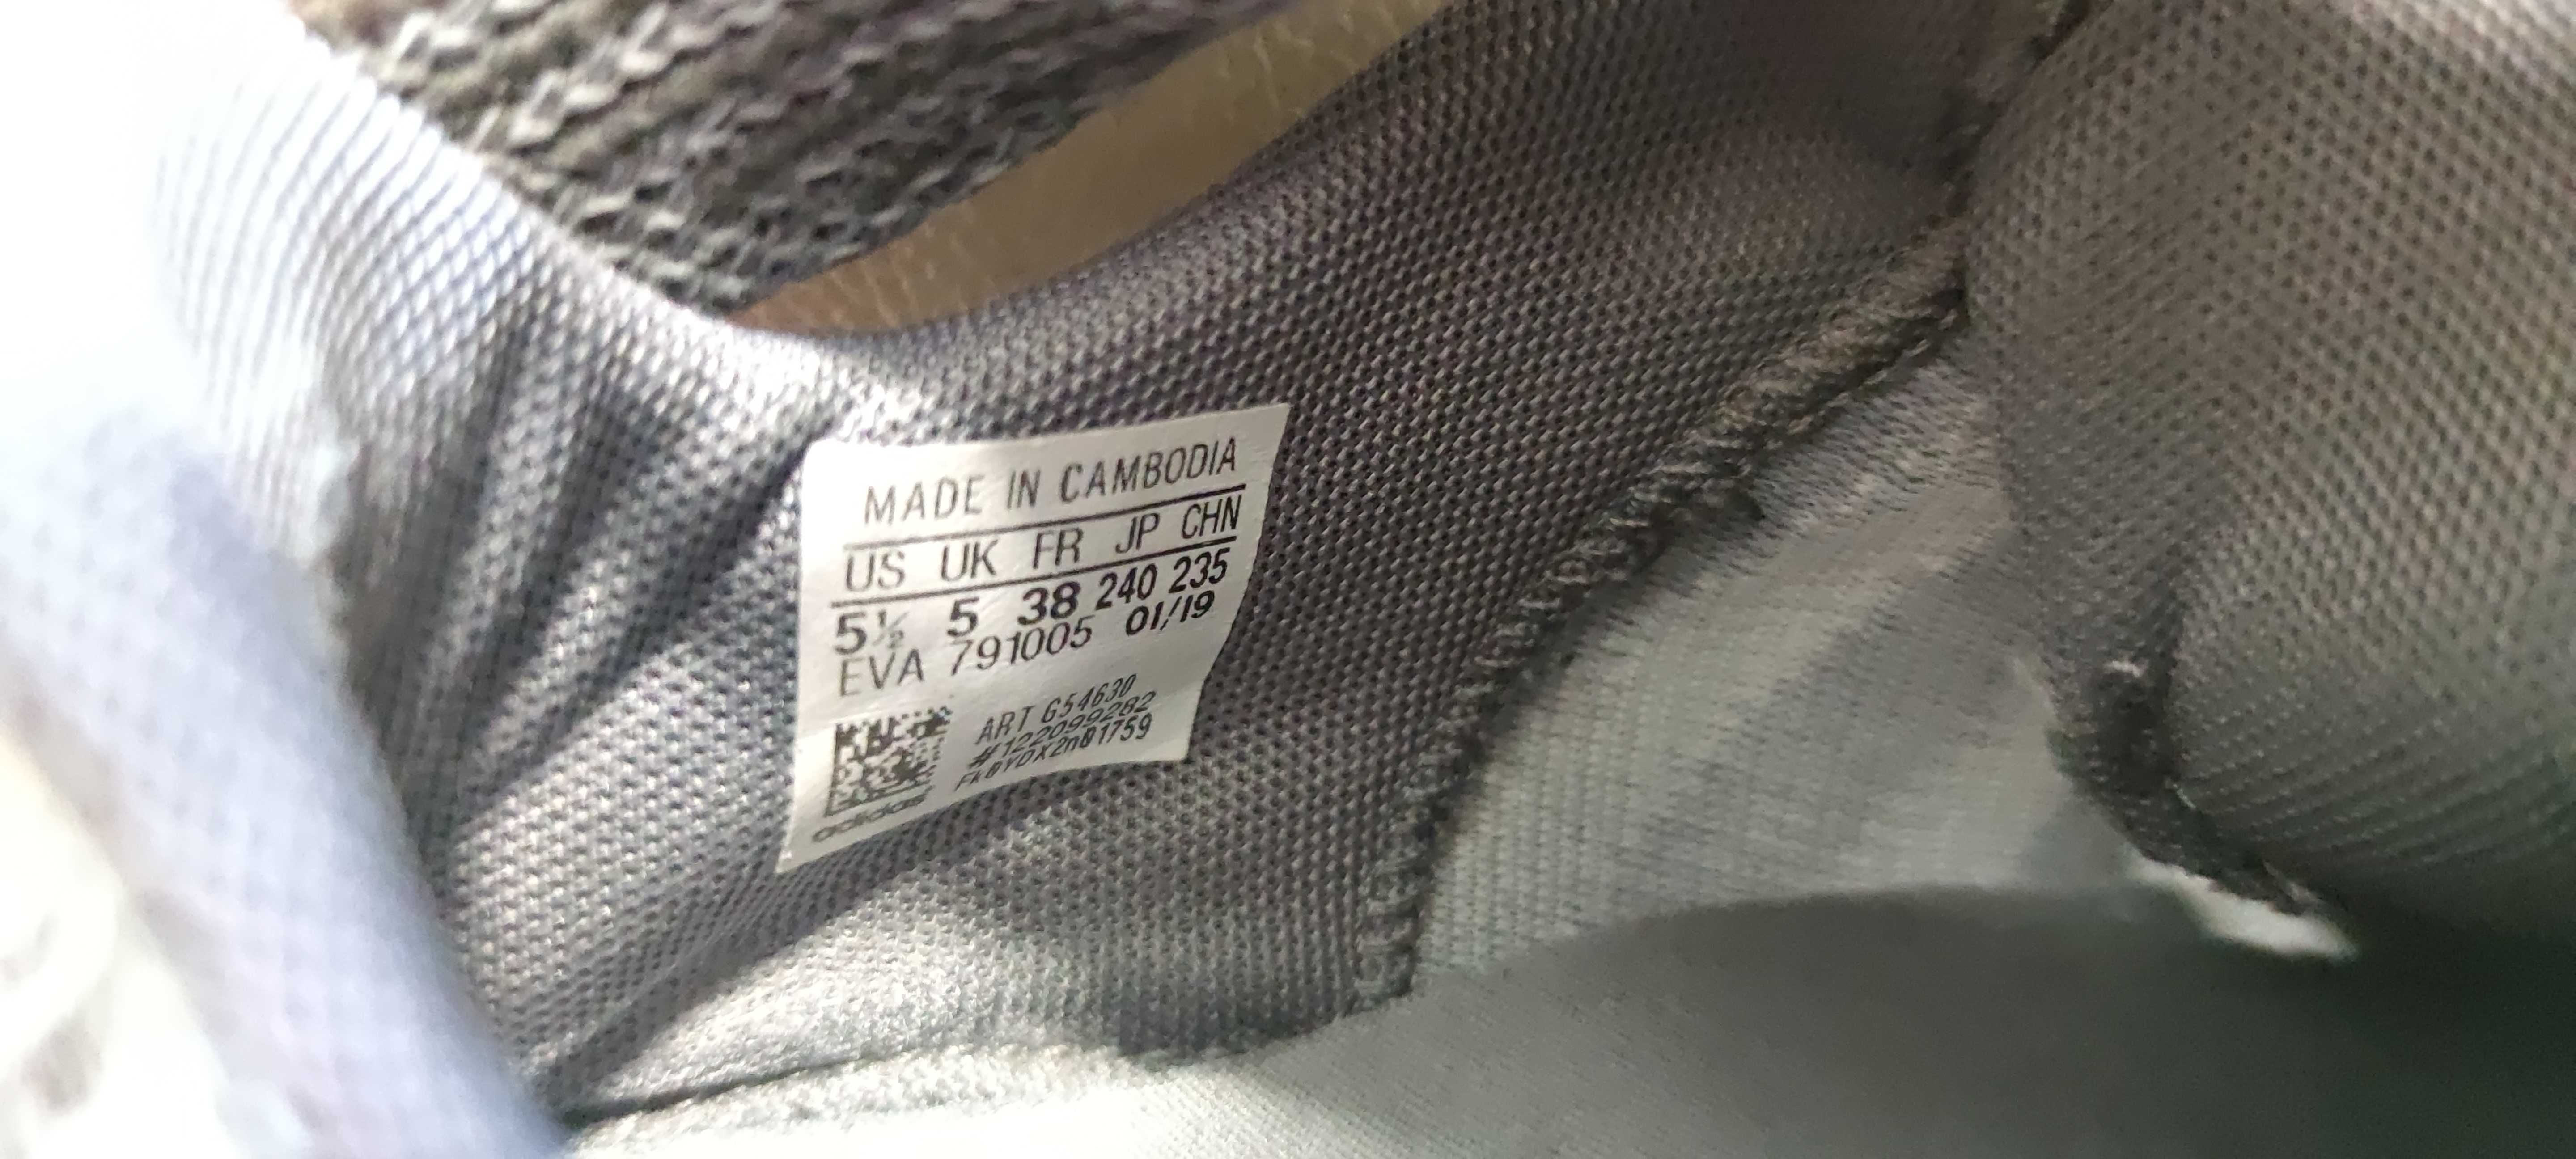 MADE IN CAMBODIA
US UK FR JP CHN
5½ 5 38 240 235
EVA 791005 01/19
ART G54630
#122099282
adidas